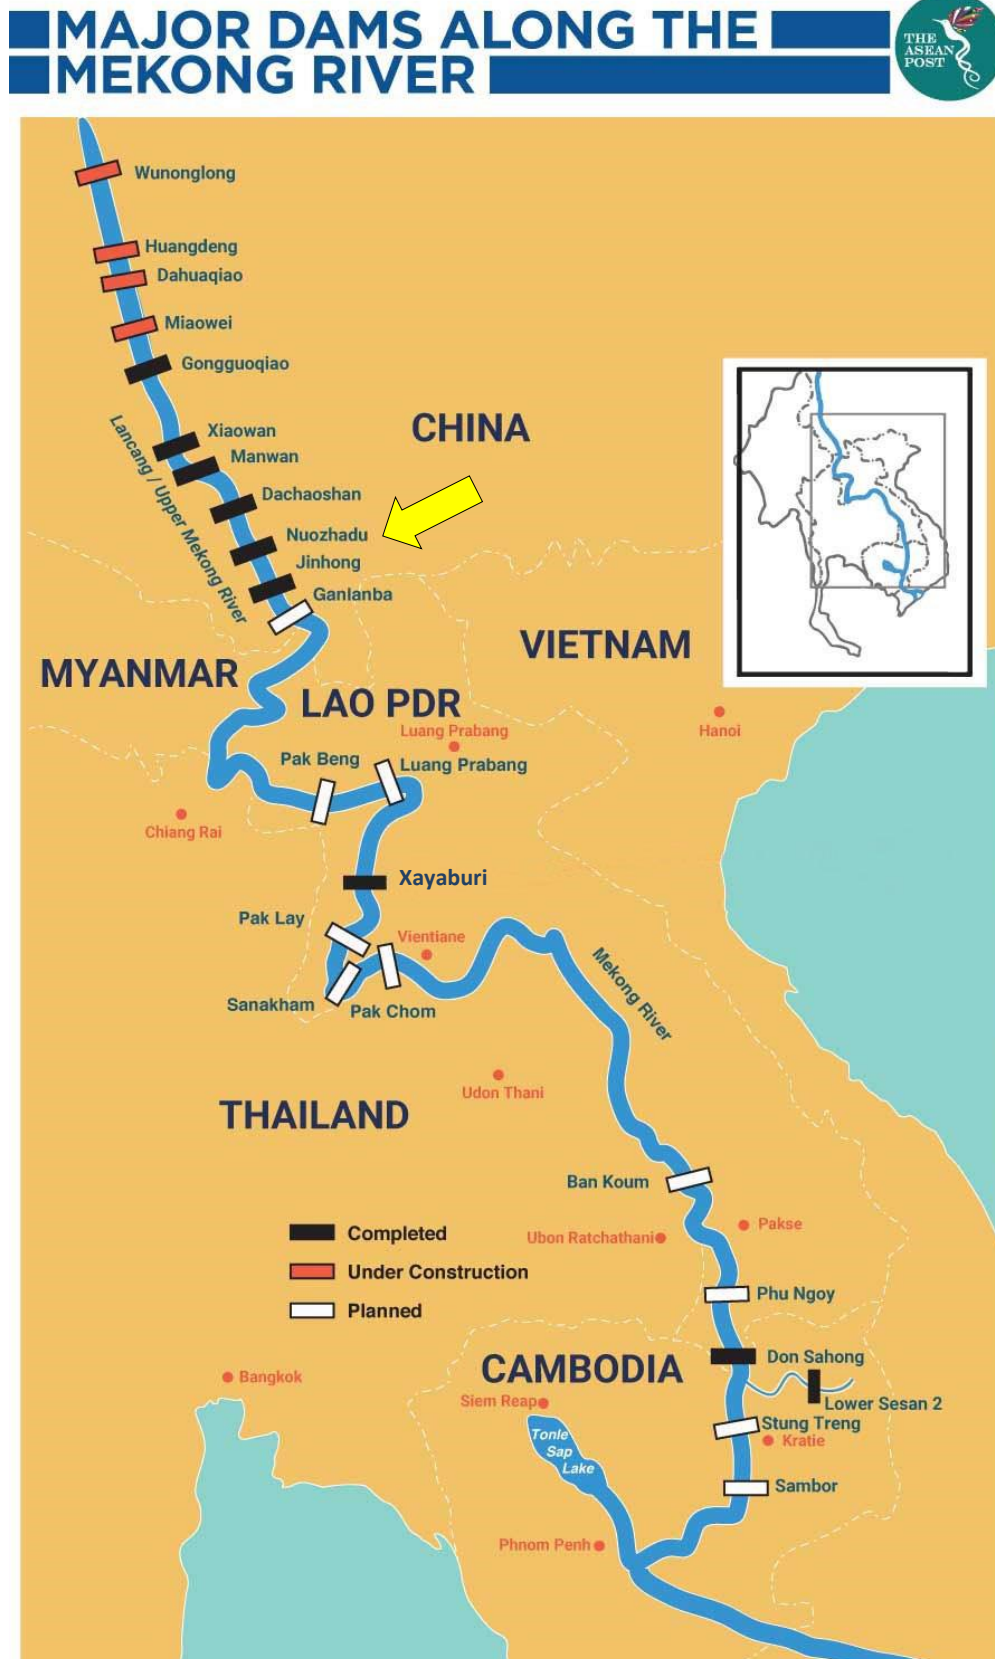 MAJOR DAMS ALONG THE
MEKONG RIVER
THE
ASEAN
POST
Wunonglong
Huangdeng
Dahuaqiao
Miaowei
Gongguoqiao
CHINA
Xiaowan
Manwan
Lancang / Upper Mekong River
Dachaoshan
Nuozhadu
Jinhong
Ganlanba
VIETNAM
MYANMAR
LAO PDR
Luang Prabang
Hanoi
Pak Beng
Luang Prabang
Chiang Rai
Xayaburi
Pak Lay
Vientiane
Mekong River
Sanakham
Pak Chom
Udon Thani
THAILAND
Ban Koum
Pakse
Ubon Ratchathani
Completed
Under Construction
Planned
Phu Ngoy
Don Sahong
CAMBODIA
Bangkok
Siem Reap
Lower Sesan 2
Stung Treng
Kratie
Tonle
Sap
Lake
Sambor
Phnom Penh